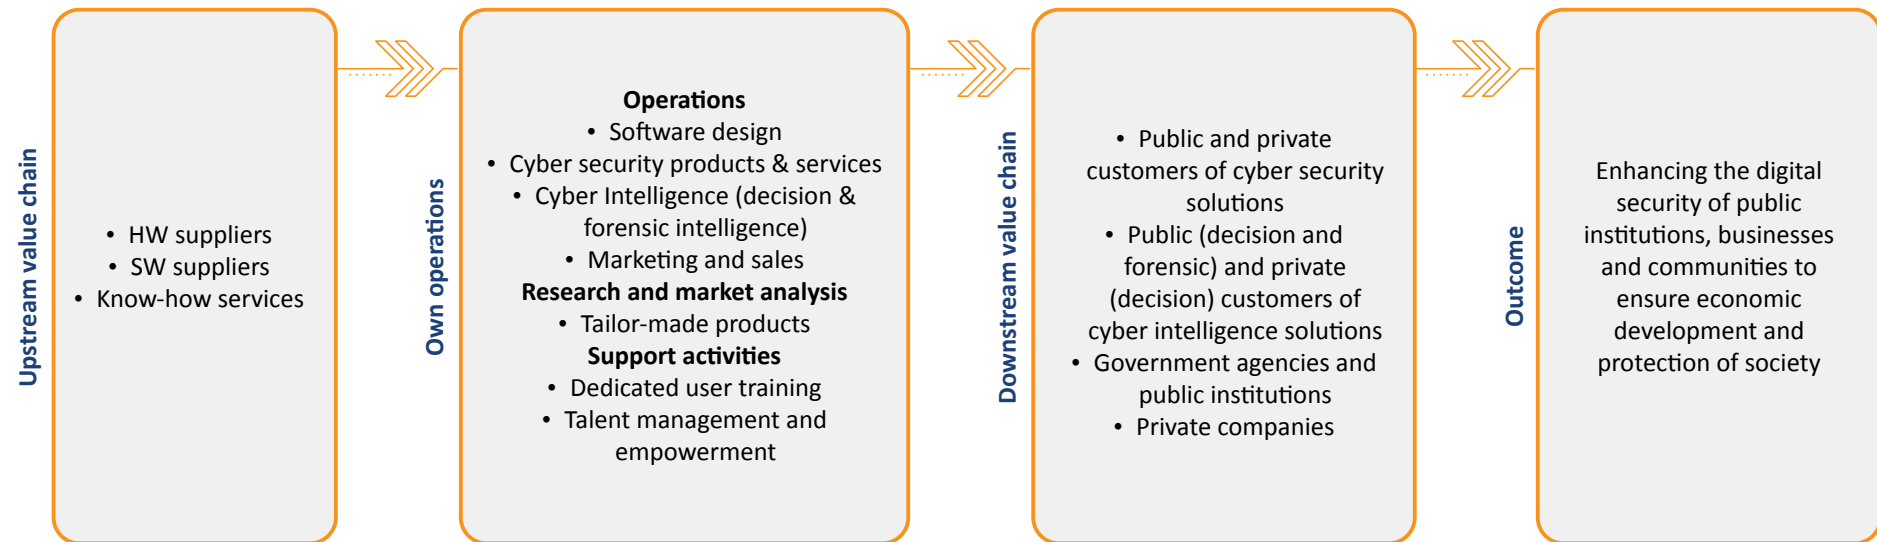 Upstream value chain
• HW suppliers
• SW suppliers
• Know-how services
Own operations
Operations
• Software design
• Cyber security products & services
• Cyber Intelligence (decision &
forensic intelligence)
• Marketing and sales
Research and market analysis
• Tailor-made products
Support activities
• Dedicated user training
• Talent management and
empowerment
Downstream value chain
• Public and private
customers of cyber security
solutions
• Public (decision and
forensic) and private
(decision) customers of
cyber intelligence solutions
• Government agencies and
public institutions
• Private companies
Outcome
Enhancing the digital
security of public
institutions, businesses
and communities to
ensure economic
development and
protection of society